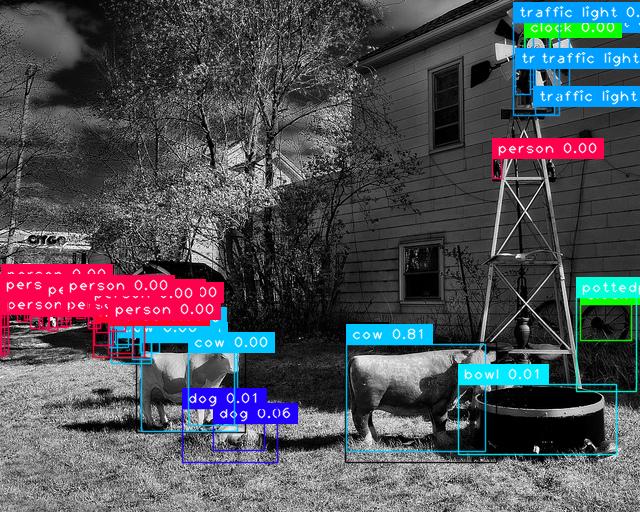 traffic light 0.
clock 0.00
tr traffic light
traffic light
person 0.00
CITGO
person 0.00
pers pe person 0.00
0.00 00
person pe person 0.00
potted
cow 0.00
cow 0.00
cow 0.81
bowl 0.01
dog 0.01
dog 0.06